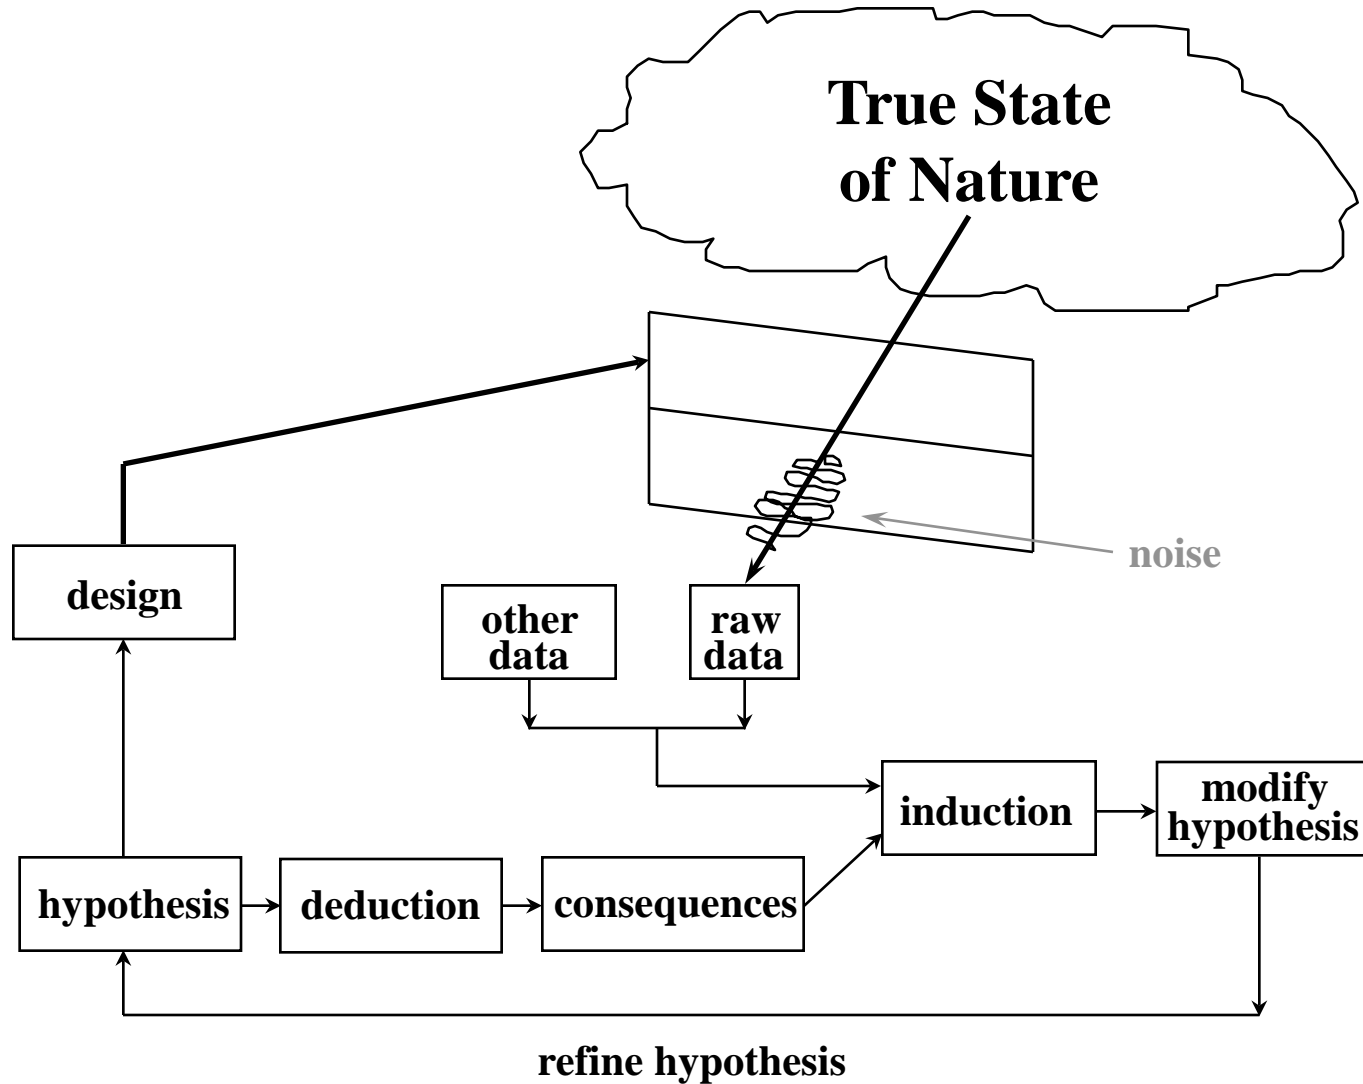 True State
of Nature
noise
design
other
data
raw
data
induction
modify
hypothesis
hypothesis
deduction
consequences
refine hypothesis